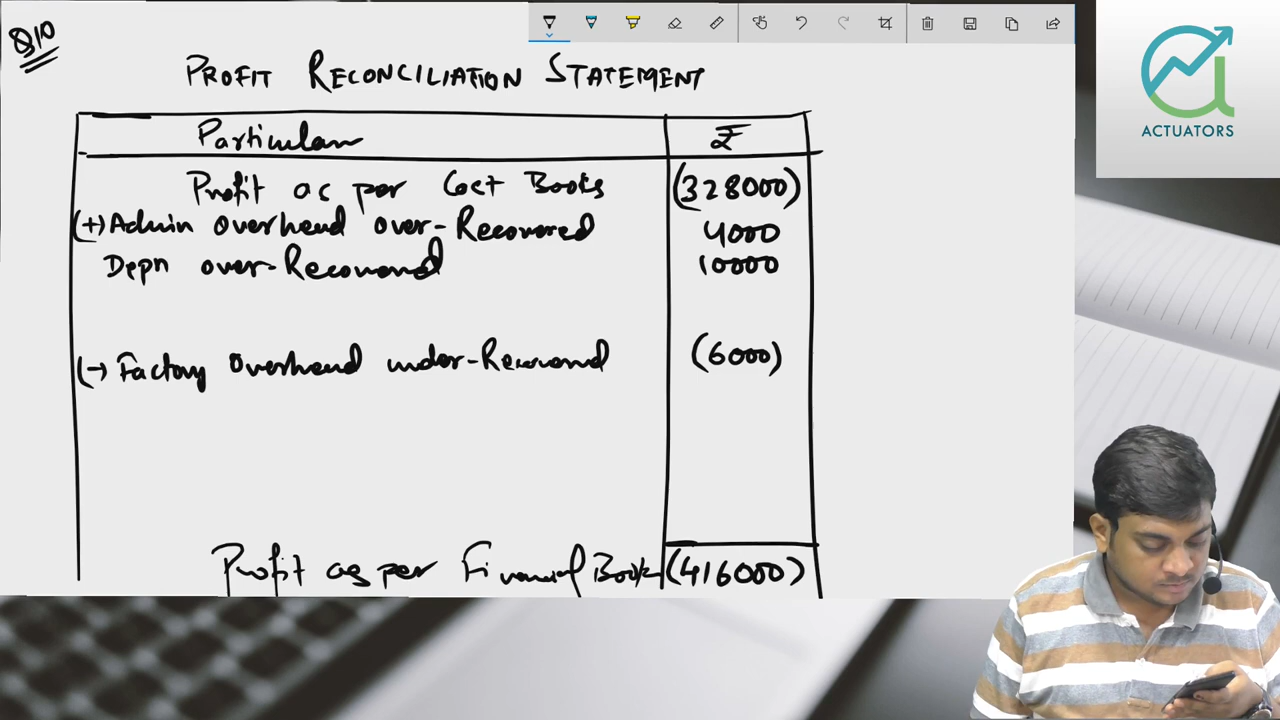 Q10
PROFIT RECONCILIATION STATEMENT
Particulars ₹
Profit as per Cost Books (328000)
(+) Admin Overhead over-Recovered 4000
Depn over-Recovered 10000
(-) Factory Overhead under-Recovered (6000)
Profit as per Financial Books (416000)
ACTUATORS